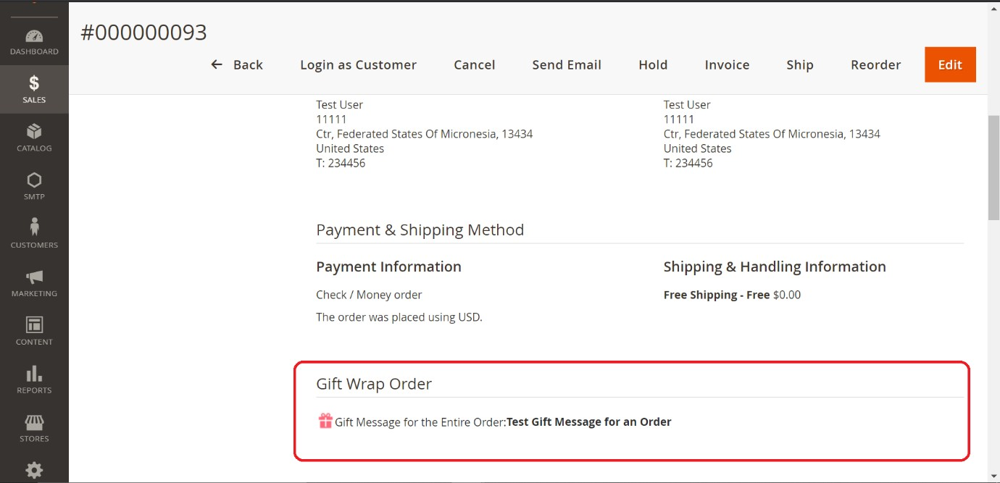 #000000093
Back
Login as Customer
Cancel
Send Email
Hold
Invoice
Ship
Reorder
Edit
DASHBOARD
$
SALES
CATALOG
SMTP
CUSTOMERS
MARKETING
CONTENT
REPORTS
STORES
Test User
11111
Ctr, Federated States Of Micronesia, 13434
United States
T: 234456
Test User
11111
Ctr, Federated States Of Micronesia, 13434
United States
T: 234456
Payment & Shipping Method
Payment Information
Check / Money order
The order was placed using USD.
Shipping & Handling Information
Free Shipping - Free $0.00
Gift Wrap Order
Gift Message for the Entire Order:Test Gift Message for an Order